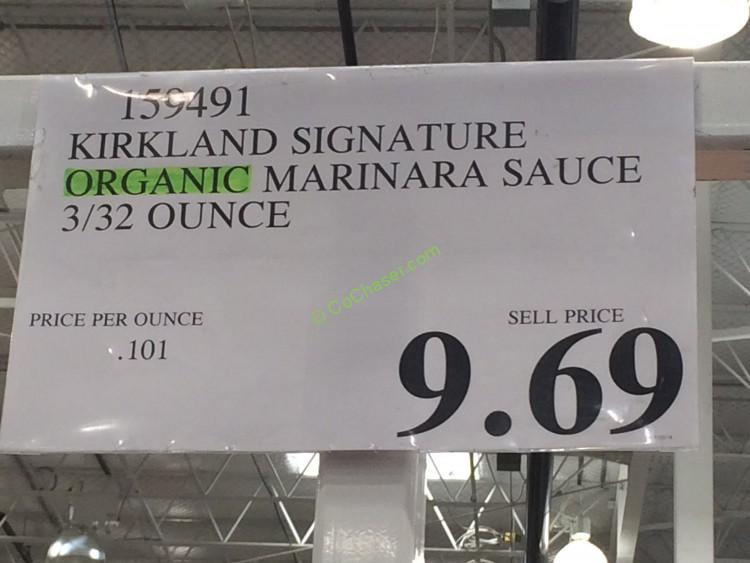 159491
KIRKLAND SIGNATURE
ORGANIC MARINARA SAUCE
3/32 OUNCE
© CoChaser.com
PRICE PER OUNCE
.101
SELL PRICE
9.69